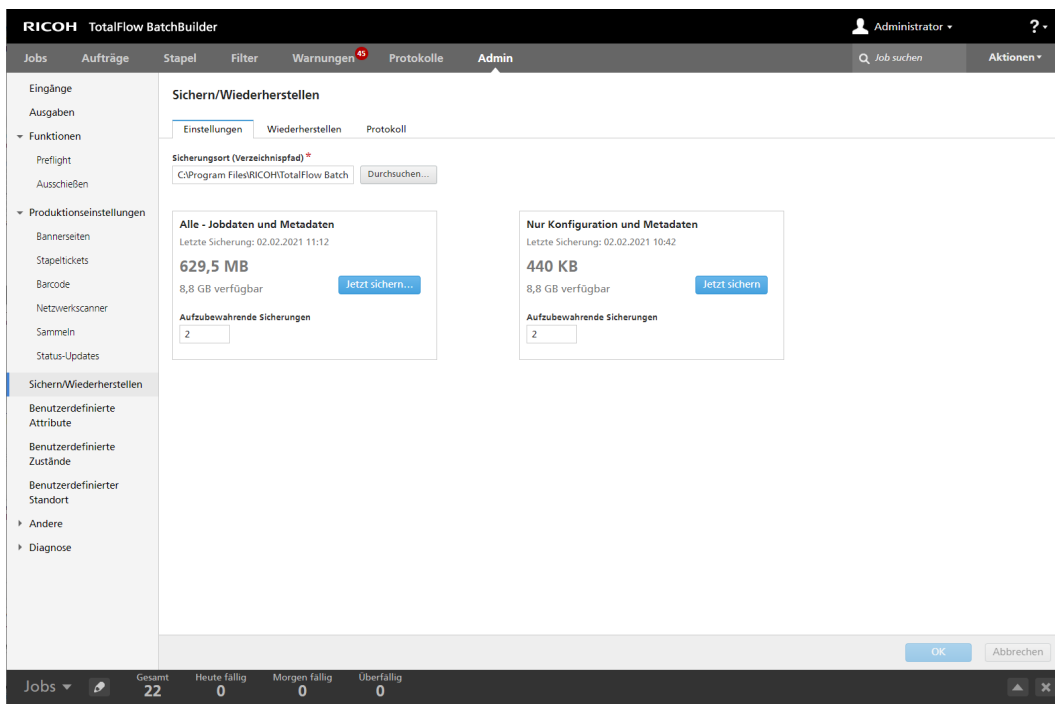 RICOH TotalFlow BatchBuilder Administrator ?
Jobs Aufträge Stapel Filter Warnungen 45 Protokolle Admin Job suchen Aktionen
Eingänge
Ausgaben
Funktionen
Preflight
Ausschießen
Produktionseinstellungen
Bannerseiten
Stapeltickets
Barcode
Netzwerkscanner
Sammeln
Status-Updates
Sichern/Wiederherstellen
Benutzerdefinierte
Attribute
Benutzerdefinierte
Zustände
Benutzerdefinierter
Standort
Andere
Diagnose
Sichern/Wiederherstellen
Einstellungen Wiederherstellen Protokoll
Sicherungsort (Verzeichnispfad) *
C:\Program Files\RICOH\TotalFlow Batch Durchsuchen...
Alle - Jobdaten und Metadaten
Letzte Sicherung: 02.02.2021 11:12
629,5 MB
8,8 GB verfügbar
Jetzt sichern...
Aufzubewahrende Sicherungen
2
Nur Konfiguration und Metadaten
Letzte Sicherung: 02.02.2021 10:42
440 KB
8,8 GB verfügbar
Jetzt sichern
Aufzubewahrende Sicherungen
2
OK Abbrechen
Jobs
Gesamt Heute fällig Morgen fällig Überfällig
22 0 0 0